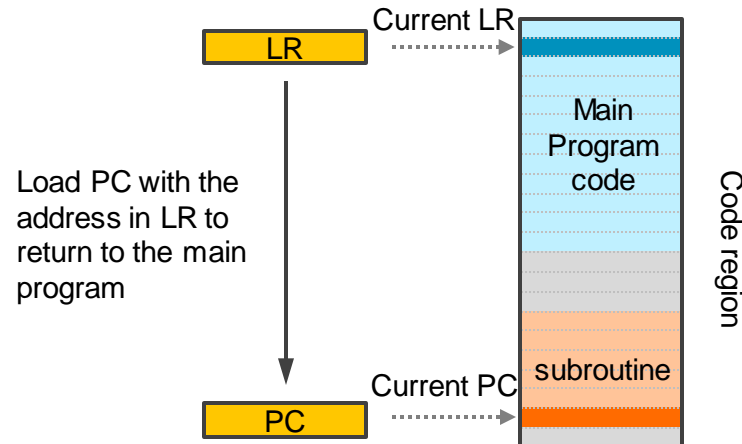 Current LR
LR
Main
Program
code
Load PC with the
address in LR to
return to the main
program
Code region
subroutine
Current PC
PC